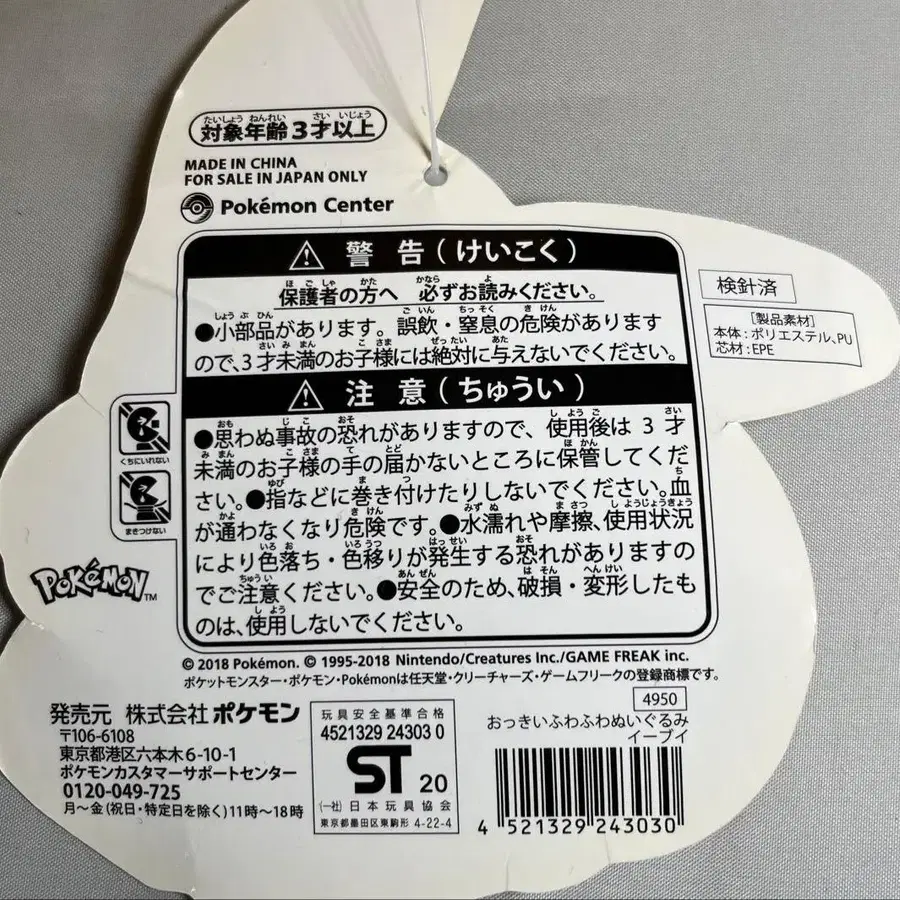 対象年齢3才以上
MADE IN CHINA
FOR SALE IN JAPAN ONLY
Pokémon Center
警告(けいこく)
保護者の方へ 必ずお読みください。
●小部品があります。誤飲・窒息の危険があります
ので、3才未満のお子様には絶対に与えないでください。
注意(ちゅうい)
●思わぬ事故の恐れがありますので、使用後は3才
未満のお子様の手の届かないところに保管してくだ
さい。●指などに巻き付けたりしないでください。血
が通わなくなり危険です。●水濡れや摩擦、使用状況
により色落ち・色移りが発生する恐れがありますの
でご注意ください。●安全のため、破損・変形したも
のは、使用しないでください。
検針済
[製品素材]
本体:ポリエステル、PU
芯材:EPE
くちにいれない
まきつけない
POKéMON™
© 2018 Pokémon. © 1995-2018 Nintendo/Creatures Inc./GAME FREAK inc.
ポケットモンスター・ポケモン・Pokémonは任天堂・クリーチャーズ・ゲームフリークの登録商標です。
発売元 株式会社ポケモン
〒106-6108
東京都港区六本木6-10-1
ポケモンカスタマーサポートセンター
0120-049-725
月~金(祝日・特定日を除く)11時~18時
玩具安全基準合格
4521329 24303 0
ST 20
(一社)日本玩具協会
東京都墨田区東駒形 4-22-4
4950
おっきいふわふわぬいぐるみ
イーブイ
4 521329 243030